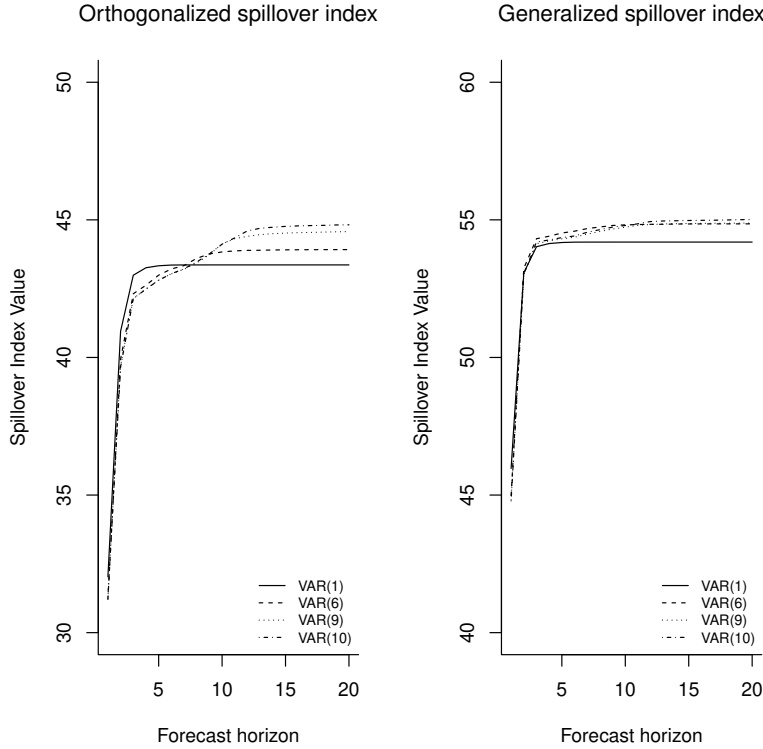 Orthogonalized spillover index
Spillover Index Value
50
45
40
35
30
5 10 15 20
Forecast horizon
VAR(1)
VAR(6)
VAR(9)
VAR(10)
Generalized spillover index
Spillover Index Value
60
55
50
45
40
5 10 15 20
Forecast horizon
VAR(1)
VAR(6)
VAR(9)
VAR(10)